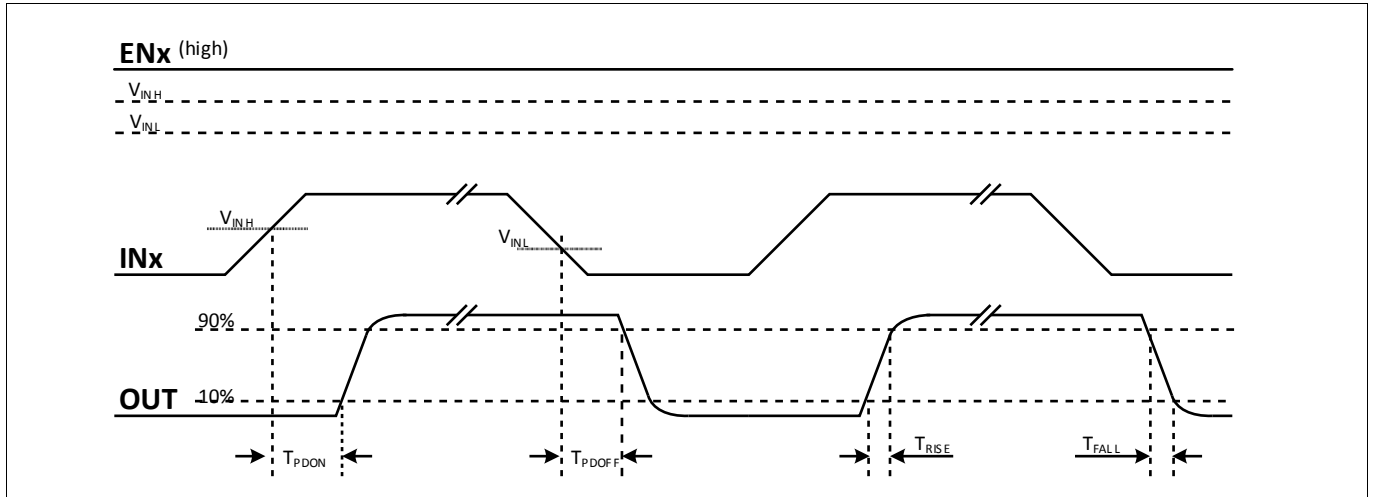 ENx (high)
VINH
VINL
VINH
VINL
INx
90%
OUT 10%
TPDON TPDOFF TRISE TFALL